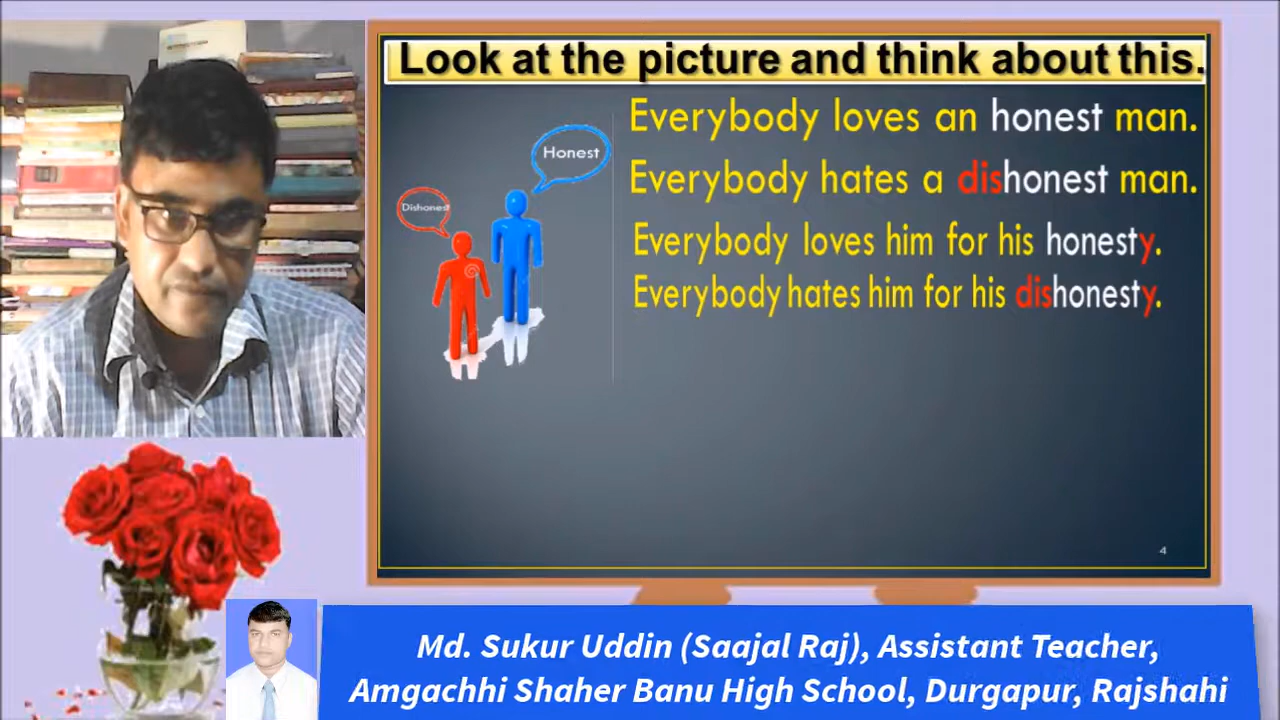 Look at the picture and think about this.
Honest
Dishonest
Everybody loves an honest man.
Everybody hates a dishonest man.
Everybody loves him for his honesty.
Everybody hates him for his dishonesty.
4
Md. Sukur Uddin (Saajal Raj), Assistant Teacher,
Amgachhi Shaher Banu High School, Durgapur, Rajshahi